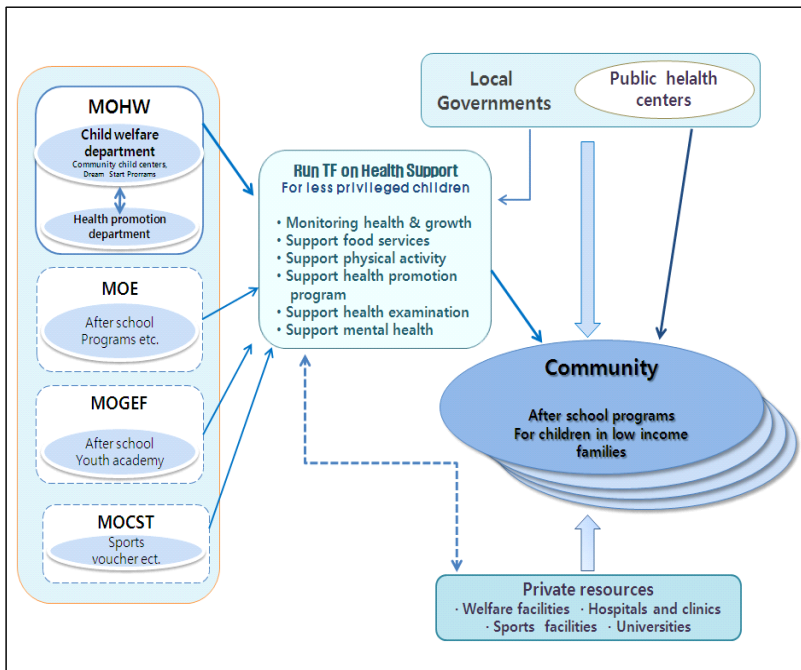 MOHW
Child welfare
department
Community child centers,
Dream Start Prorrams
Health promotion
department
MOE
After school
Programs etc.
MOGEF
After school
Youth academy
MOCST
Sports
voucher ect.
Run TF on Health Support
For less privileged children
· Monitoring health & growth
· Support food services
· Support physical activity
· Support health promotion
program
· Support health examination
· Support mental health
Local
Governments
Public helalth
centers
Community
After school programs
For children in low income
families
Private resources
· Welfare facilities · Hospitals and clinics
· Sports facilities · Universities